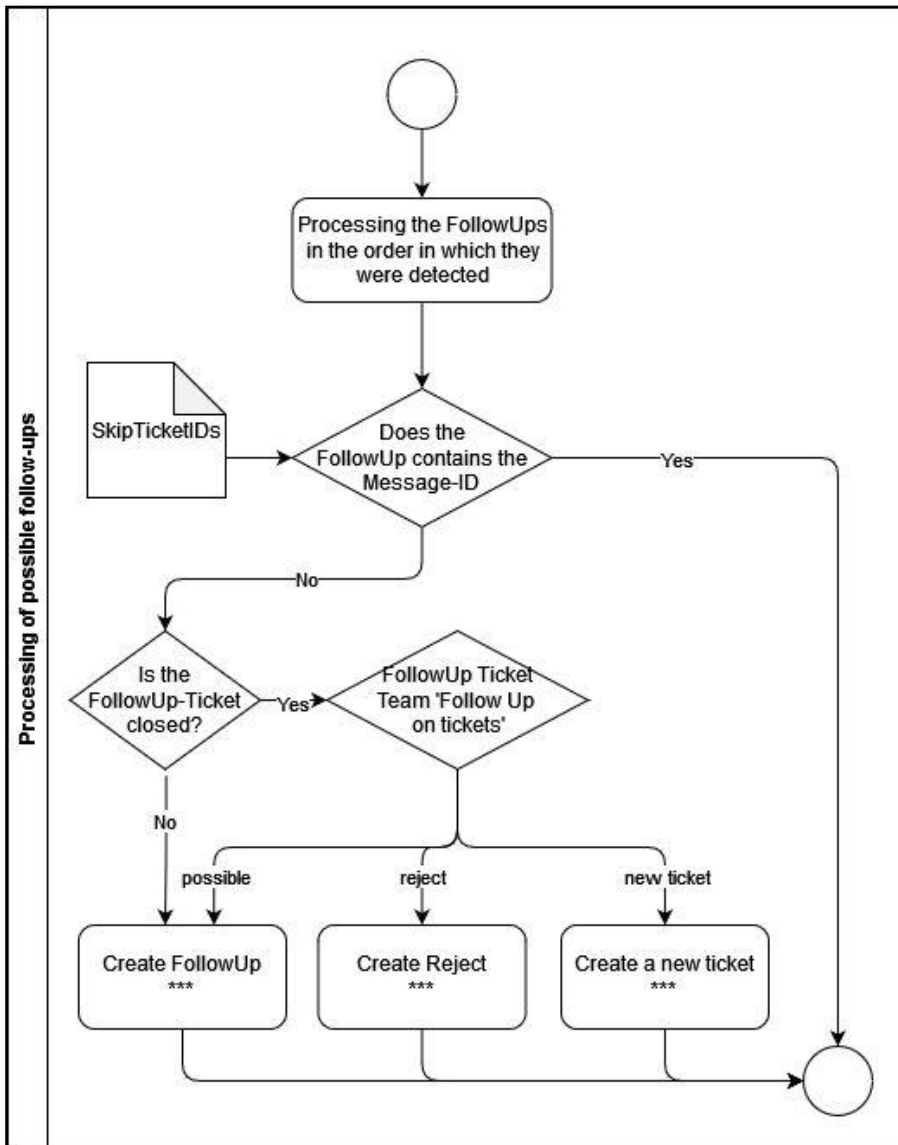 Processing of possible follow-ups
Processing the FollowUps
in the order in which they
were detected
SkipTicketIDs
Does the
FollowUp contains the
Message-ID
Yes
No
Is the
FollowUp-Ticket
closed?
Yes
FollowUp Ticket
Team 'Follow Up
on tickets'
No
possible
reject
new ticket
Create FollowUp
***
Create Reject
***
Create a new ticket
***